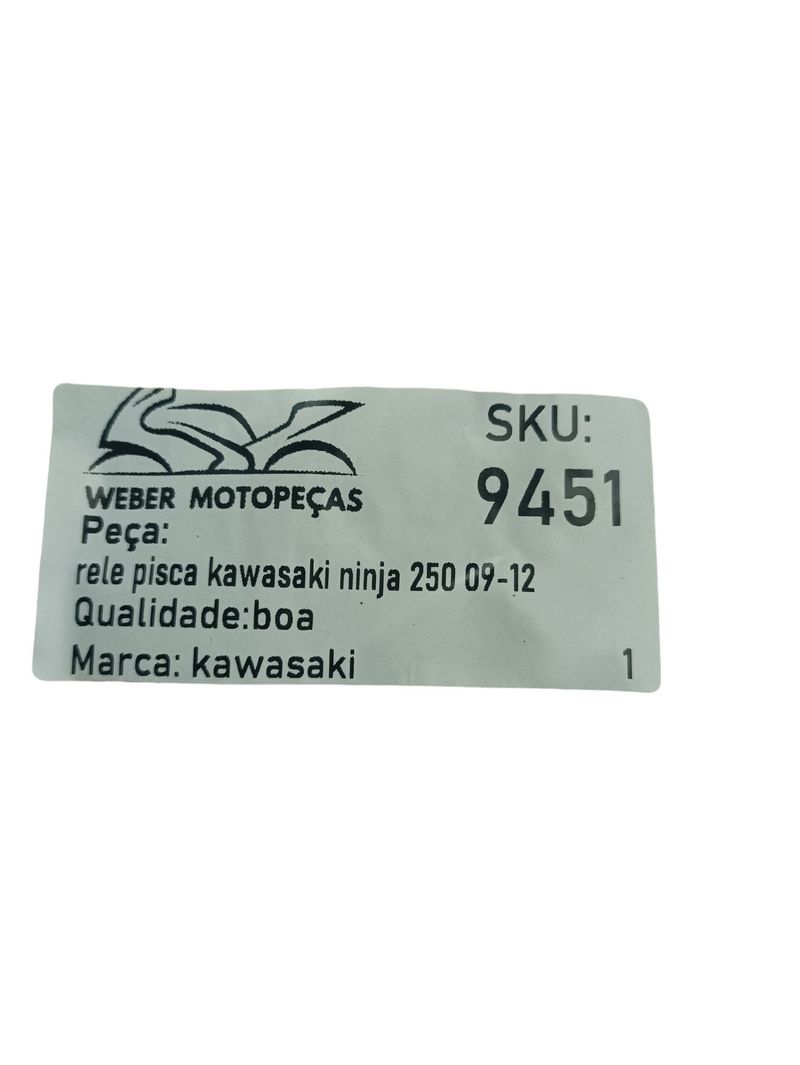 WEBER MOTOPEÇAS
SKU:
9451
Peça:
rele pisca kawasaki ninja 250 09-12
Qualidade:boa
Marca: kawasaki
1